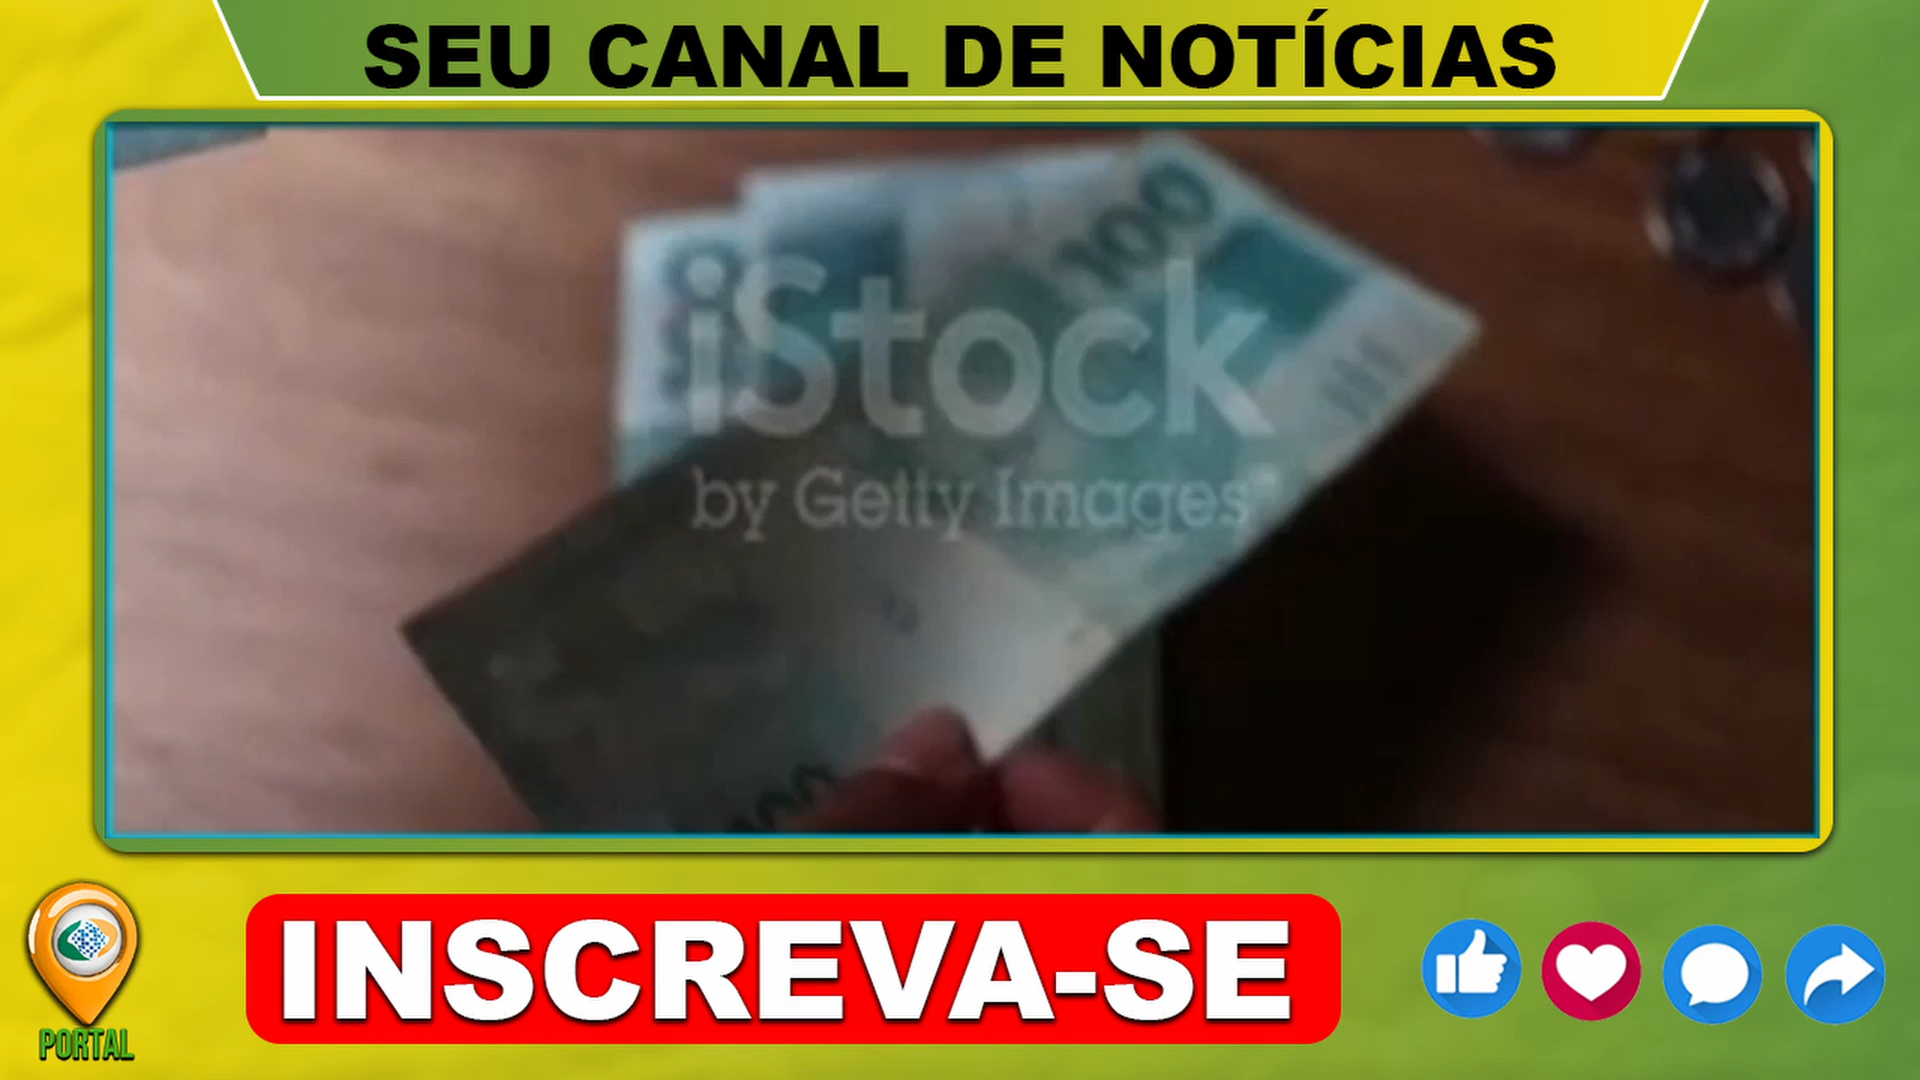 SEU CANAL DE NOTÍCIAS
100
iStock
by Getty Images
INSCREVA-SE
PORTAL